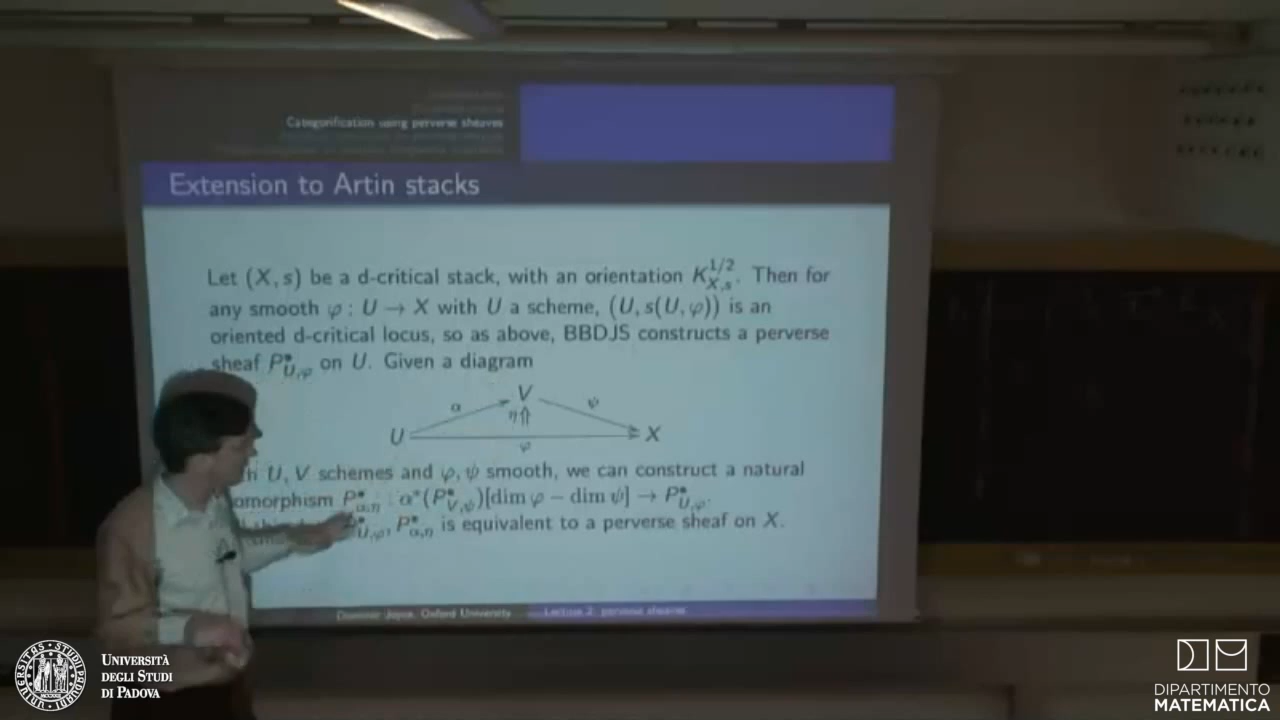 Categorification using perverse sheaves
Extension to Artin stacks
Let (X, s) be a d-critical stack, with an orientation K_{X,s}^{1/2}. Then for
any smooth φ : U → X with U a scheme, (U, s(U, φ)) is an
oriented d-critical locus, so as above, BBDJS constructs a perverse
sheaf P^•_{U,φ} on U. Given a diagram
V
α ψ
η⇑
U X
φ
U, V schemes and φ, ψ smooth, we can construct a natural
P^•_{α,η} : α*(P^•_{V,ψ})[dim φ − dim ψ] → P^•_{U,φ}.
P^•_{U,φ}, P^•_{α,η} is equivalent to a perverse sheaf on X.
Dominic Joyce, Oxford University Lecture 2: perverse sheaves
UNIVERSITÀ
DEGLI STUDI
DI PADOVA
DIPARTIMENTO
MATEMATICA